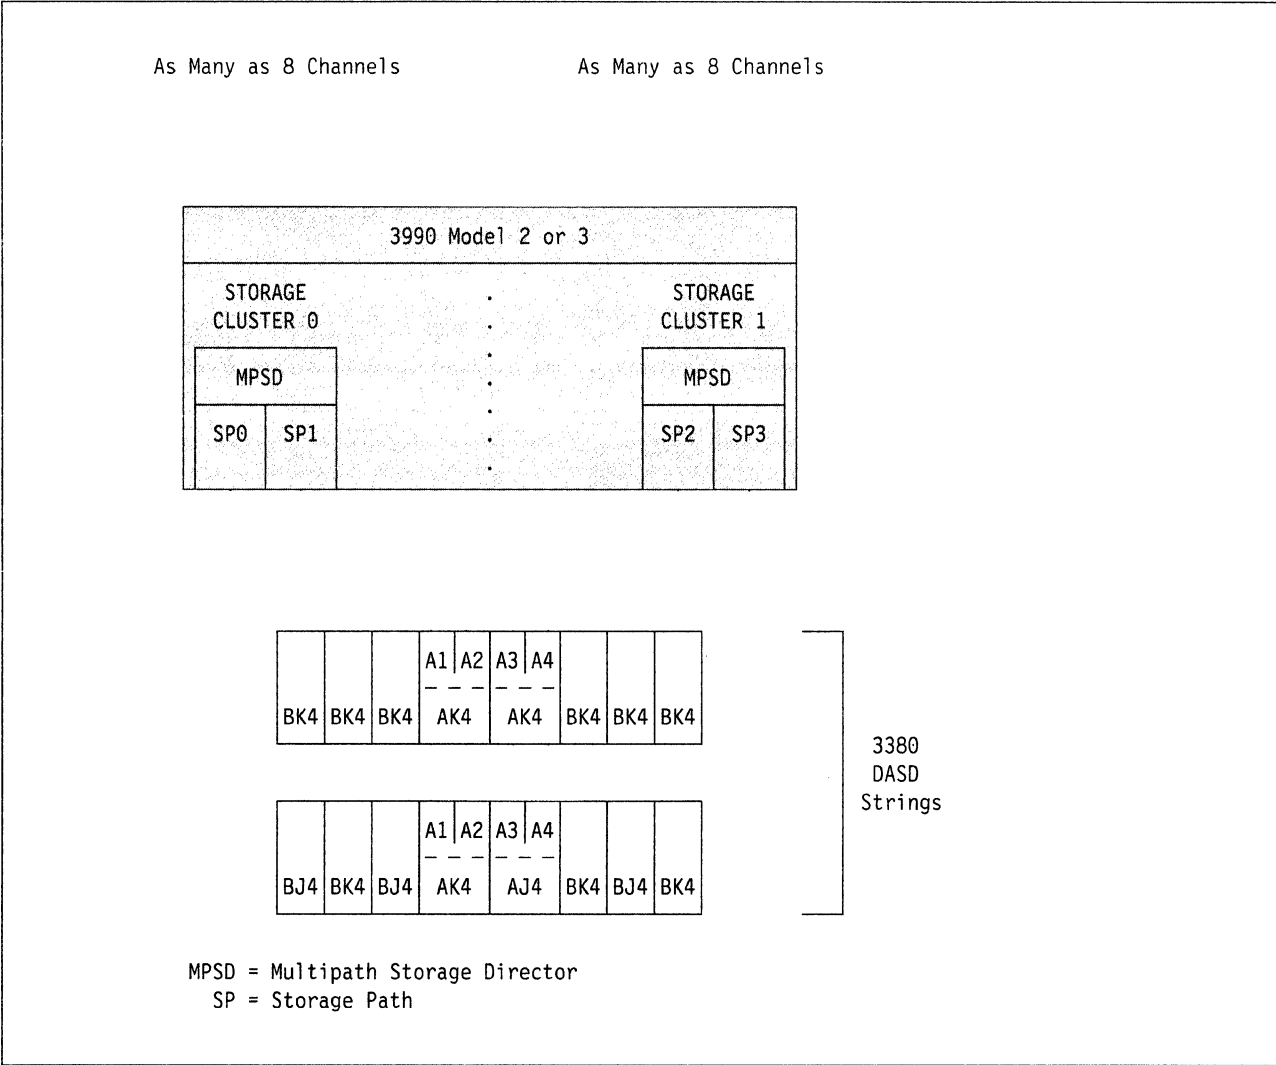 As Many as 8 Channels As Many as 8 Channels
3990 Model 2 or 3
STORAGE STORAGE
CLUSTER 0 CLUSTER 1
MPSD MPSD
SP0 SP1 SP2 SP3
A1 A2 A3 A4
BK4 BK4 BK4 AK4 AK4 BK4 BK4 BK4
3380
DASD
Strings
A1 A2 A3 A4
BJ4 BK4 BJ4 AK4 AJ4 BK4 BJ4 BK4
MPSD = Multipath Storage Director
SP = Storage Path